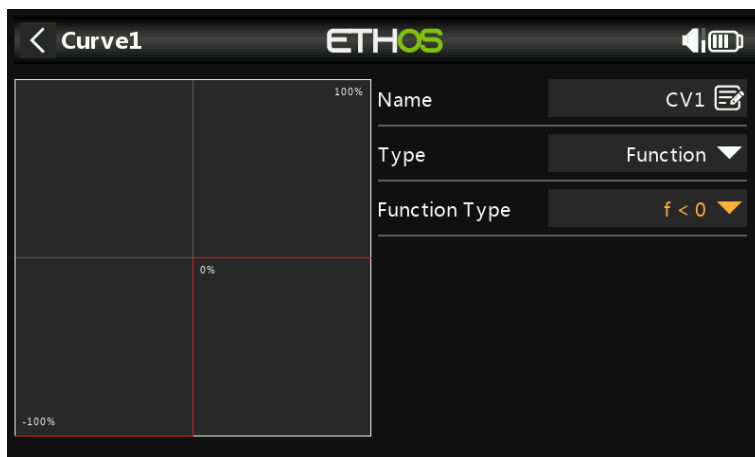 Curve1
ETHOS
100%
0%
-100%
Name
CV1
Type
Function
Function Type
f < 0